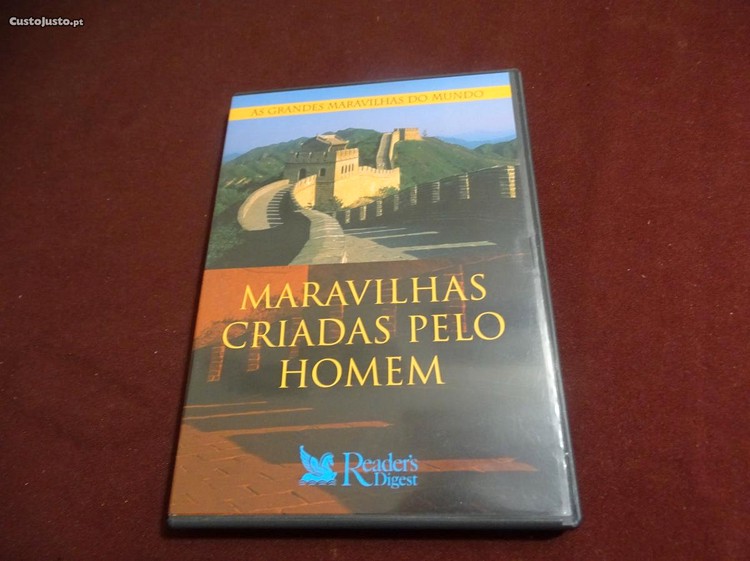 CustoJusto.pt
AS GRANDES MARAVILHAS DO MUNDO
MARAVILHAS
CRIADAS PELO
HOMEM
Reader's
Digest